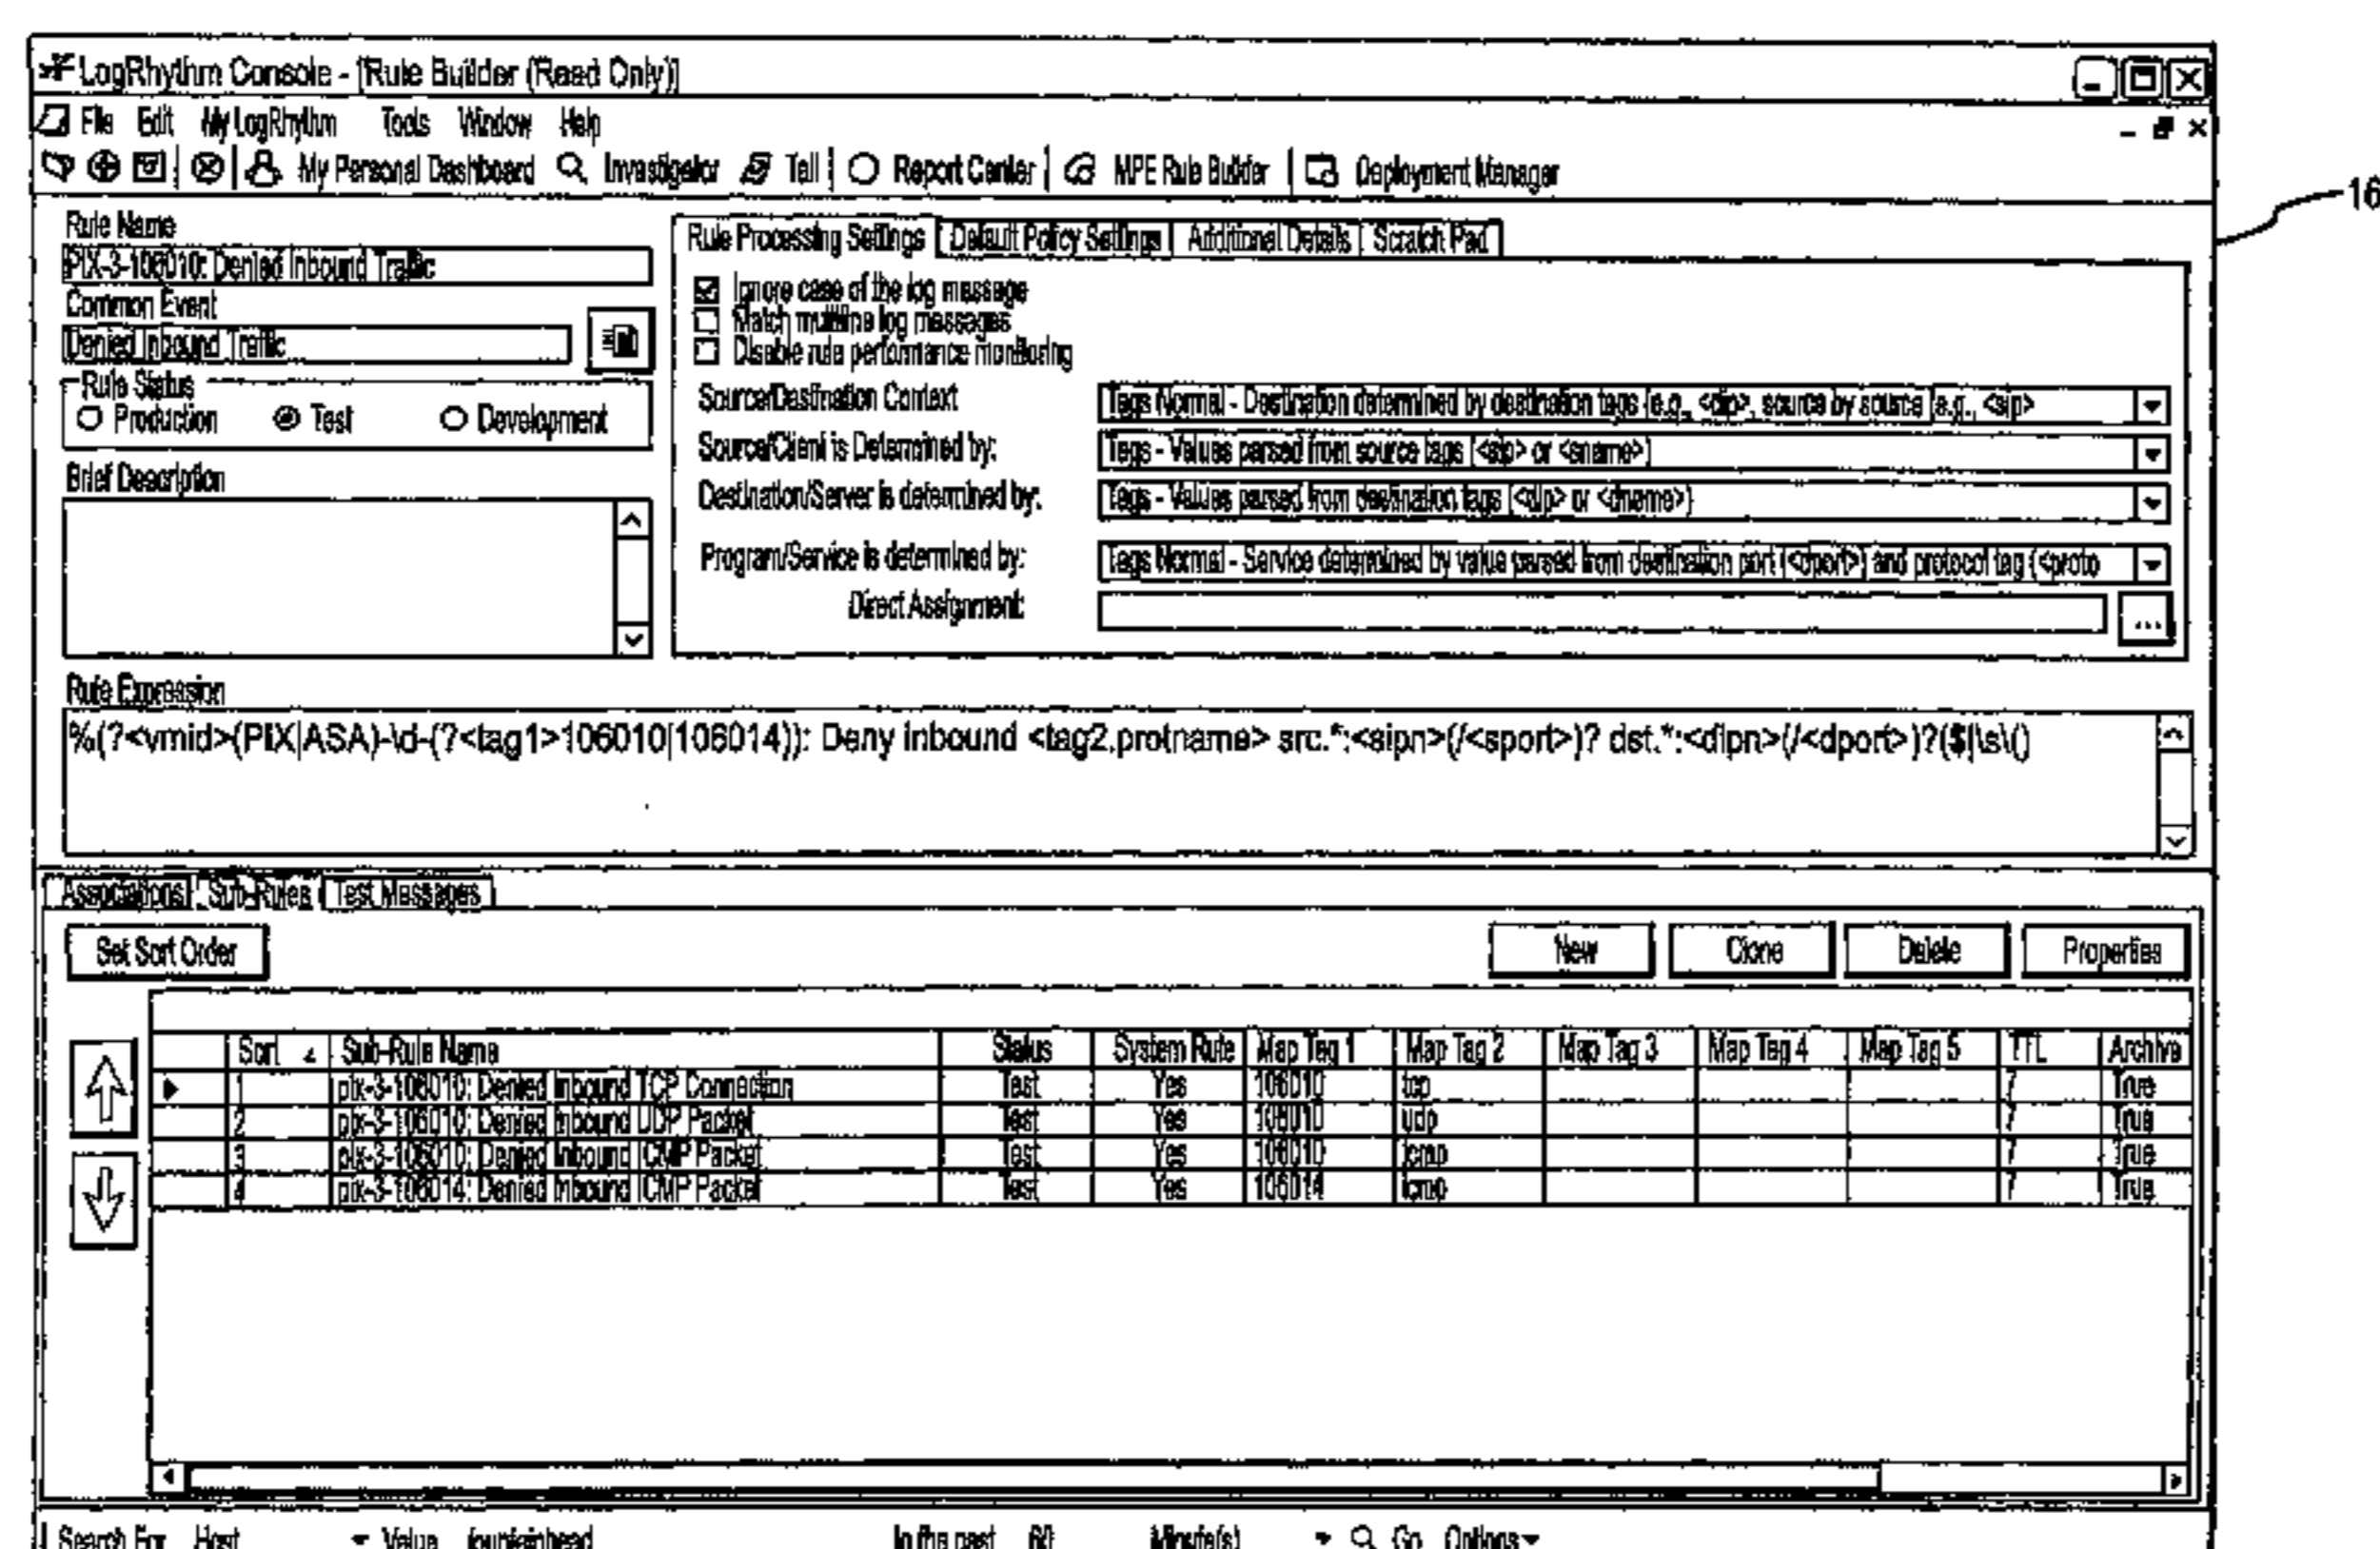 LogRhythm Console - [Rule Builder (Read Only)]
File Edit My LogRhythm Tools Window Help
My Personal Dashboard Investigator Tail Report Center MPE Rule Builder Deployment Manager
16
Rule Name
PIX-3-106010: Denied Inbound Traffic
Common Event
Denied Inbound Traffic
Rule Status
Production Test Development
Brief Description
Rule Processing Settings Default Policy Settings Additional Details Scratch Pad
Ignore case of the log message
Match multiline log messages
Disable rule performance monitoring
Source/Destination Context Tags Normal - Destination determined by destination tags (e.g., <dip>, source by source (e.g., <sip>
Source/Client is Determined by: Tags - Values parsed from source tags (<sip> or <sname>)
Destination/Server is determined by: Tags - Values parsed from destination tags (<dip> or <dname>)
Program/Service is determined by: Tags Normal - Service determined by value parsed from destination port (<dport>) and protocol tag (<proto
Direct Assignment: ...
Rule Expression
%(?<vmid>(PIX|ASA)-\d-(?<tag1>106010|106014)): Deny inbound <tag2.protname> src.*:<sipn>(/<sport>)? dst.*:<dipn>(/<dport>)?($|\s\()
Associations Sub-Rules Test Messages
Set Sort Order New Clone Delete Properties
Sort Sub-Rule Name Status System Rule Map Tag 1 Map Tag 2 Map Tag 3 Map Tag 4 Map Tag 5 TTL Archive
1 pix-3-106010: Denied Inbound TCP Connection Test Yes 106010 tcp 7 True
2 pix-3-106010: Denied Inbound UDP Packet Test Yes 106010 udp 7 True
3 pix-3-106010: Denied Inbound ICMP Packet Test Yes 106010 icmp 7 True
4 pix-3-106014: Denied Inbound ICMP Packet Test Yes 106014 icmp 7 True
Search For Host Value fountainhead In the past 60 Minute(s) Go Options